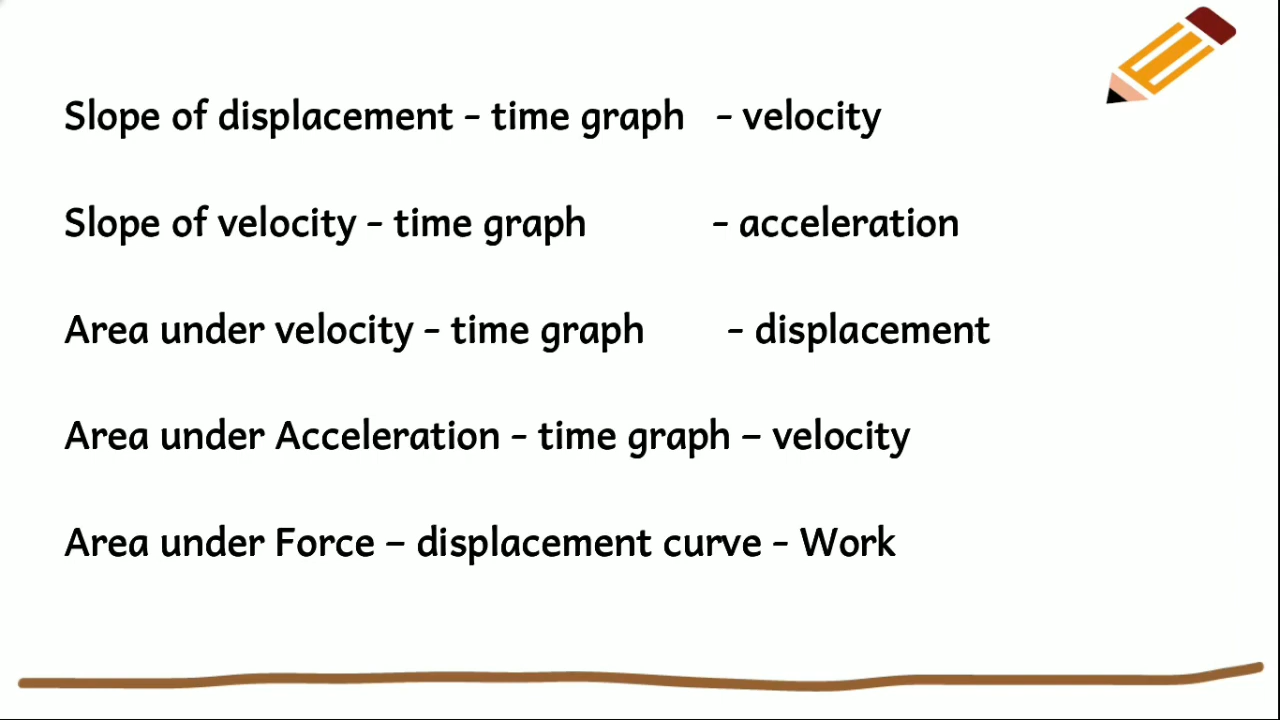 Slope of displacement - time graph - velocity
Slope of velocity - time graph - acceleration
Area under velocity - time graph - displacement
Area under Acceleration - time graph – velocity
Area under Force – displacement curve - Work